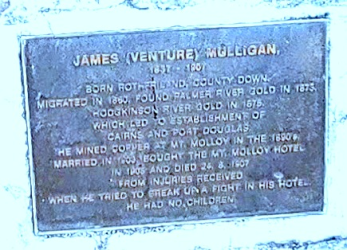 JAMES (VENTURE) MULLIGAN,
1837 - 1907
BORN ROTHFRILAND, COUNTY DOWN.
MIGRATED IN 1860, FOUND PALMER RIVER GOLD IN 1873,
HODGKINSON RIVER GOLD IN 1875,
WHICH LED TO ESTABLISHMENT OF
CAIRNS AND PORT DOUGLAS.
HE MINED COPPER AT MT. MOLLOY IN THE 1890'S
MARRIED IN 1903, BOUGHT THE MT. MOLLOY HOTEL
IN 1905 AND DIED 24. 8. 1907
FROM INJURIES RECEIVED
WHEN HE TRIED TO BREAK UP A FIGHT IN HIS HOTEL
HE HAD NO CHILDREN